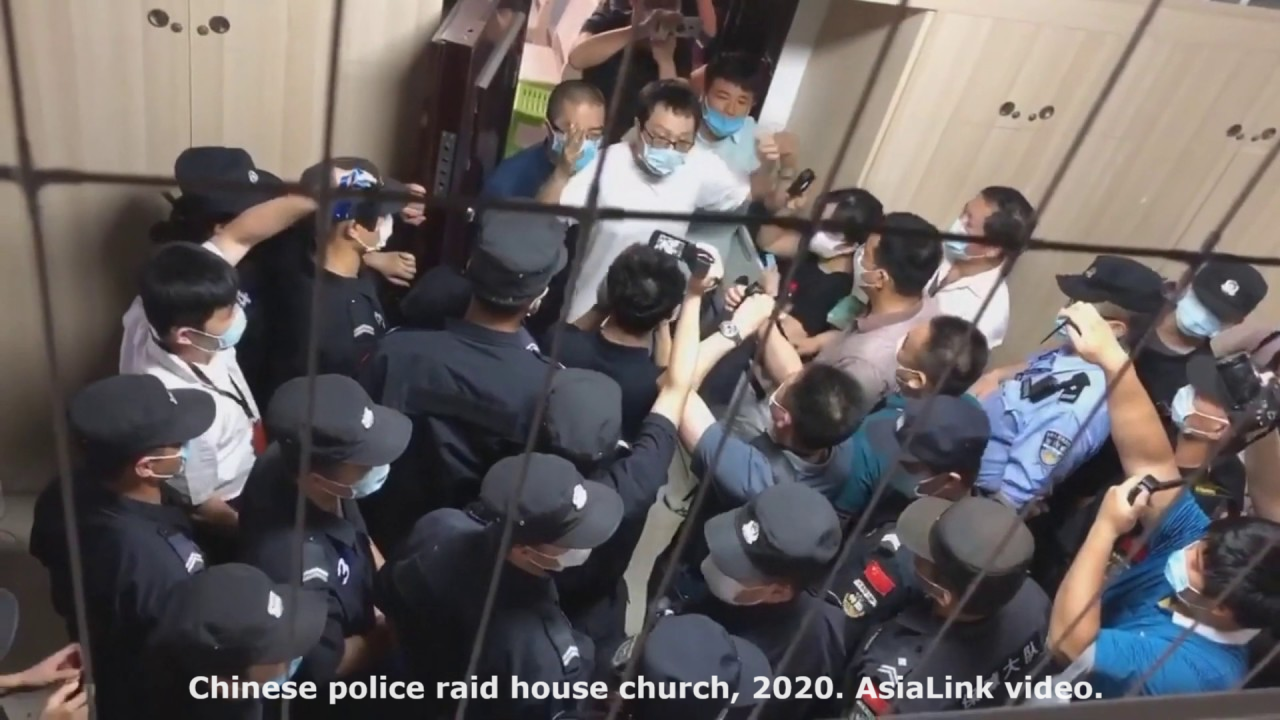 Chinese police raid house church, 2020. AsiaLink video.